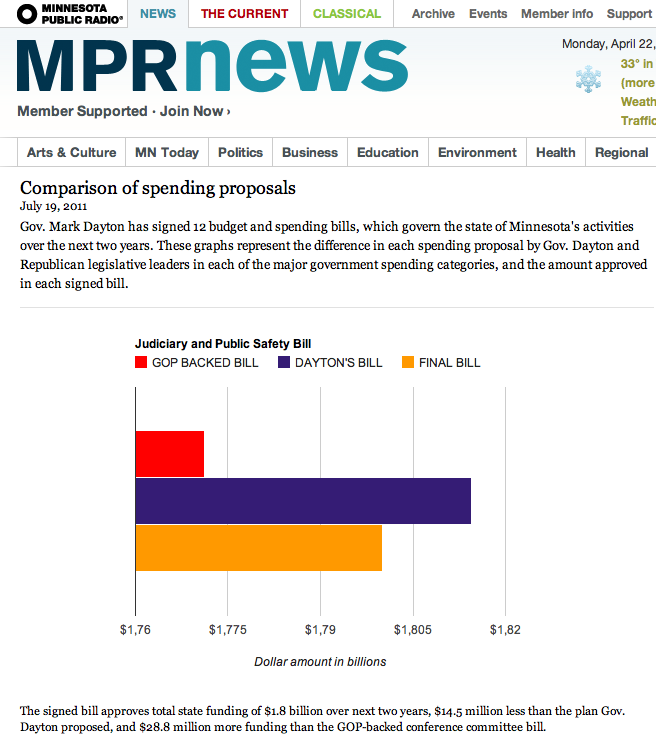 MINNESOTA
PUBLIC RADIO®
NEWS
THE CURRENT
CLASSICAL
Archive
Events
Member info
Support
MPRnews
Monday, April 22,
33° in
(more
Weath
Traffic
Member Supported · Join Now ›
Arts & Culture
MN Today
Politics
Business
Education
Environment
Health
Regional
Comparison of spending proposals
July 19, 2011
Gov. Mark Dayton has signed 12 budget and spending bills, which govern the state of Minnesota's activities
over the next two years. These graphs represent the difference in each spending proposal by Gov. Dayton and
Republican legislative leaders in each of the major government spending categories, and the amount approved
in each signed bill.
Judiciary and Public Safety Bill
GOP BACKED BILL
DAYTON'S BILL
FINAL BILL
$1,76
$1,775
$1,79
$1,805
$1,82
Dollar amount in billions
The signed bill approves total state funding of $1.8 billion over next two years, $14.5 million less than the plan Gov.
Dayton proposed, and $28.8 million more funding than the GOP-backed conference committee bill.